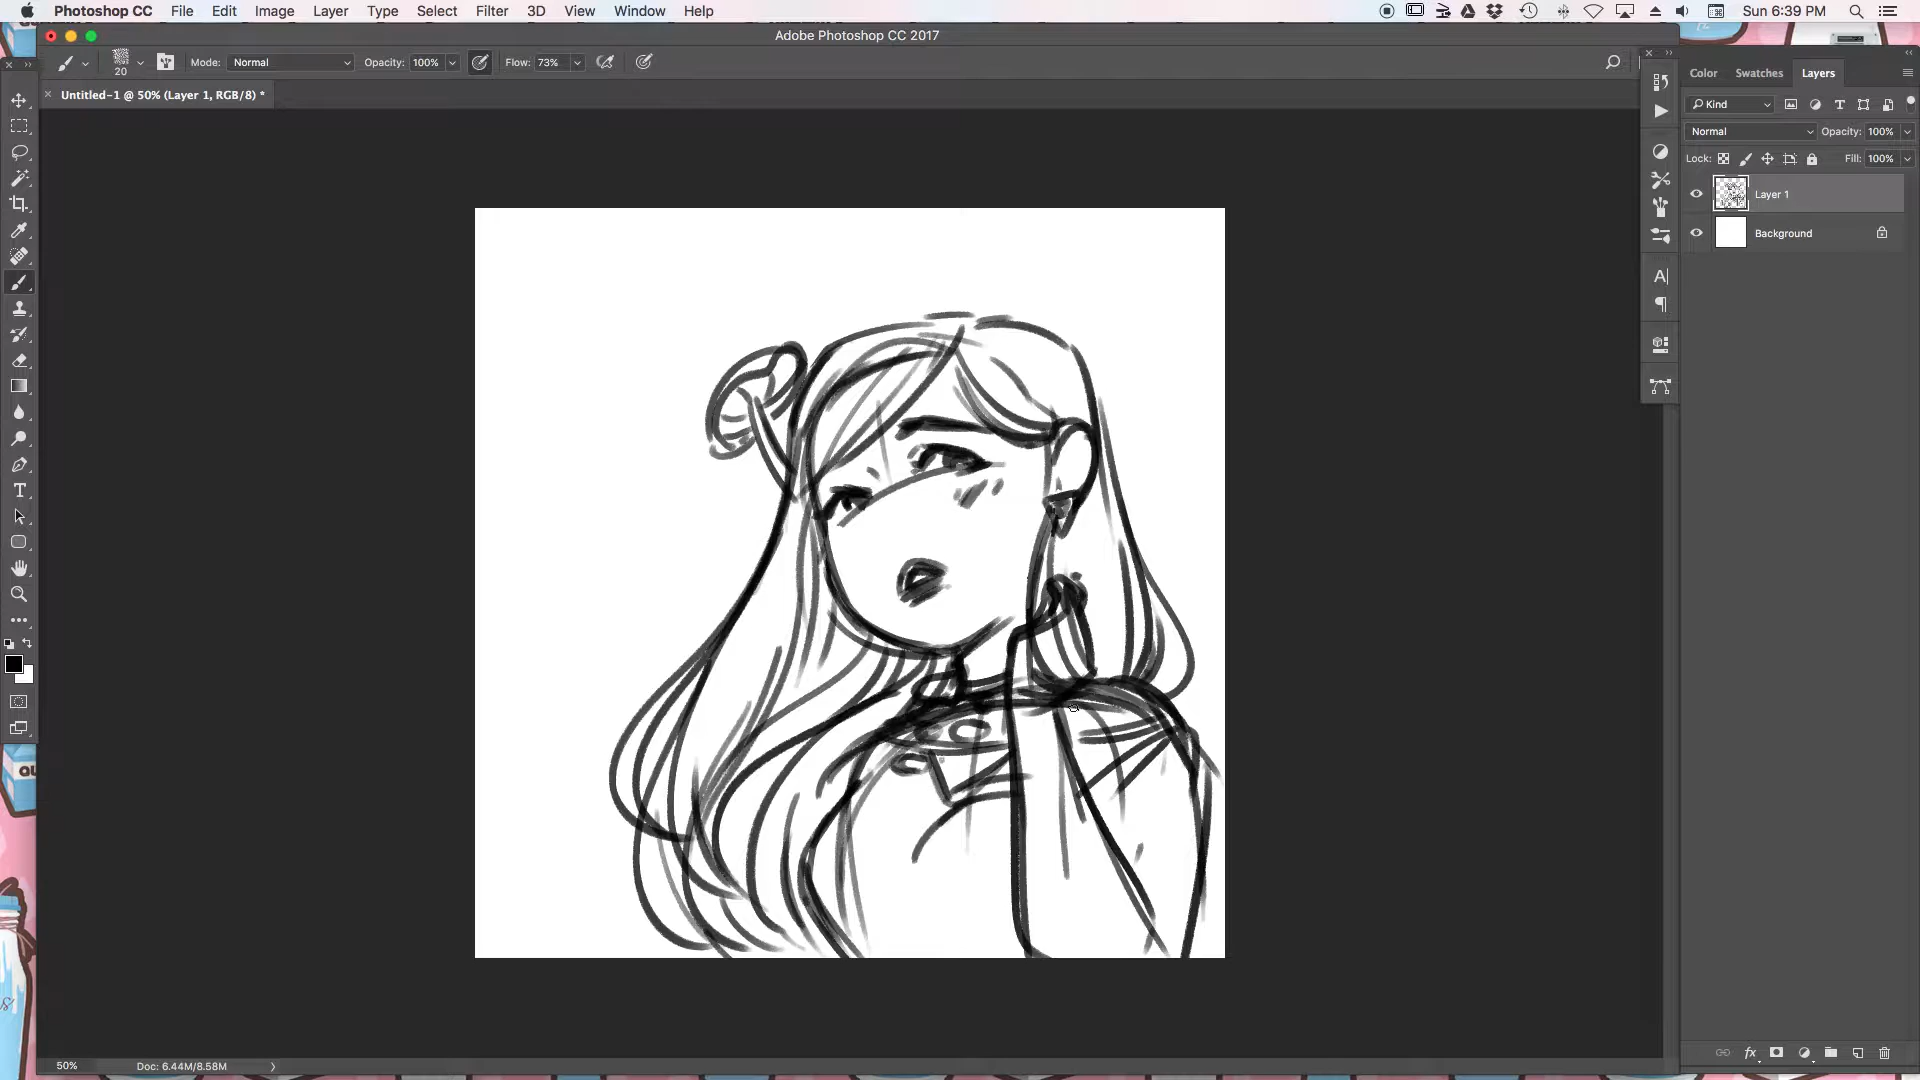 Photoshop CC File Edit Image Layer Type Select Filter 3D View Window Help Sun 6:39 PM
Adobe Photoshop CC 2017
20 Mode: Normal Opacity: 100% Flow: 73%
Untitled-1 @ 50% (Layer 1, RGB/8) *
Color Swatches Layers
Kind
Normal Opacity: 100%
Lock: Fill: 100%
Layer 1
Background
50% Doc: 6.44M/8.58M